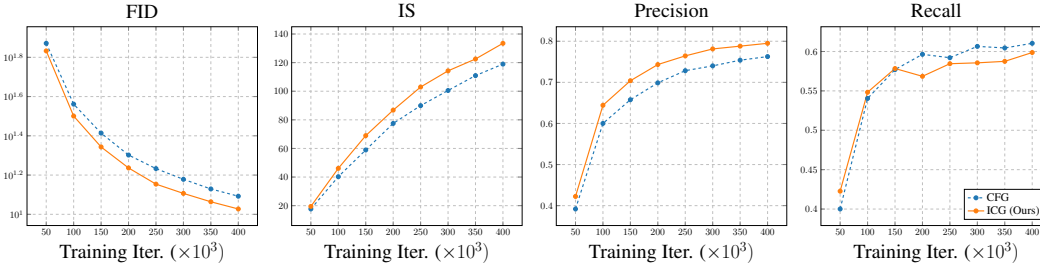 FID
10^1.8
10^1.6
10^1.4
10^1.2
10^1
50 100 150 200 250 300 350 400
Training Iter. (×10^3)
IS
140
120
100
80
60
40
20
50 100 150 200 250 300 350 400
Training Iter. (×10^3)
Precision
0.8
0.7
0.6
0.5
0.4
50 100 150 200 250 300 350 400
Training Iter. (×10^3)
Recall
0.6
0.55
0.5
0.45
0.4
CFG
ICG (Ours)
50 100 150 200 250 300 350 400
Training Iter. (×10^3)